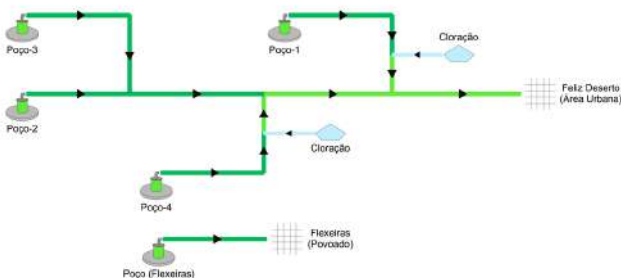 Poço-3
Poço-1
Cloração
Poço-2
Feliz Deserto
(Área Urbana)
Cloração
Poço-4
Flexeiras
(Povoado)
Poço (Flexeiras)